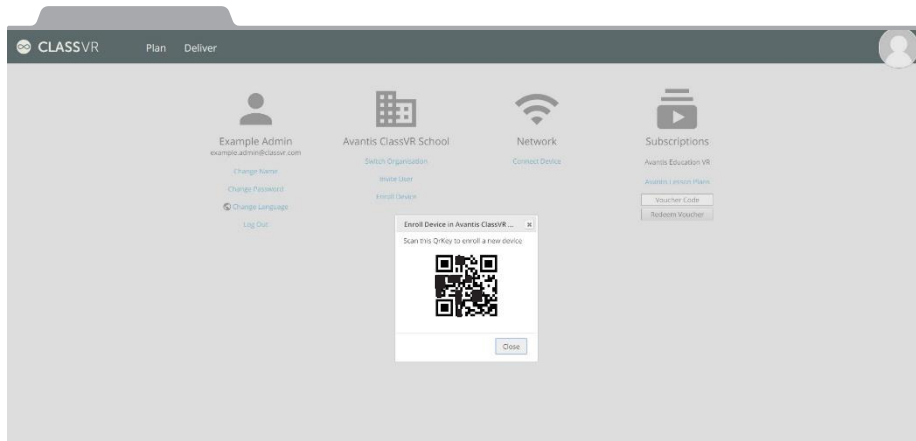 CLASSVR
Plan
Deliver
Example Admin
example.admin@classvr.com
Change Name
Change Password
Change Language
Log Out
Avantis ClassVR School
Switch Organisation
Invite User
Enroll Device
Network
Connect Device
Subscriptions
Avantis Education VR
Avantis Lesson Plans
Voucher Code
Redeem Voucher
Enroll Device in Avantis ClassVR ...
Scan this QrKey to enroll a new device
Close